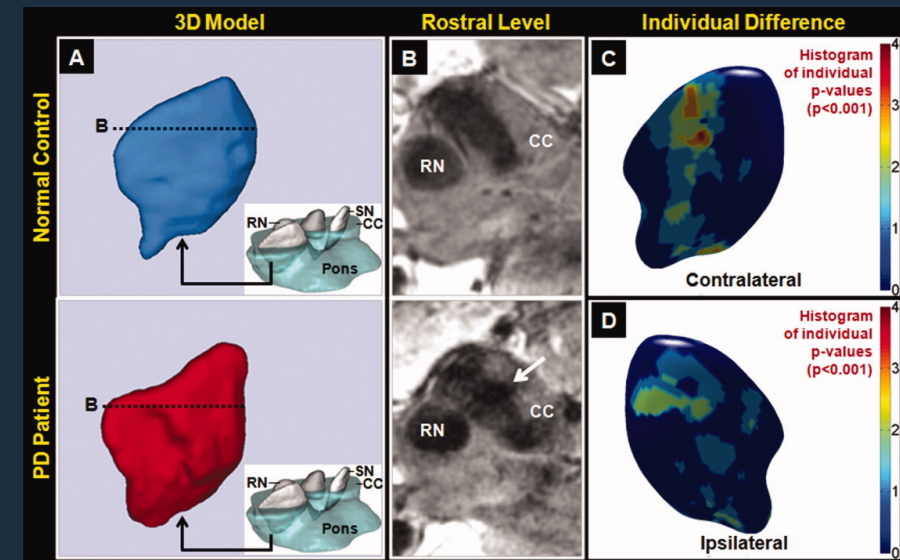 3D Model
Rostral Level
Individual Difference
Normal Control
A
B
RN
SN
CC
Pons
B
RN
CC
C
Histogram
of individual
p-values
(p<0.001)
4
3
2
1
0
Contralateral
PD Patient
B
RN
SN
CC
Pons
RN
CC
D
Histogram
of individual
p-values
(p<0.001)
4
3
2
1
0
Ipsilateral